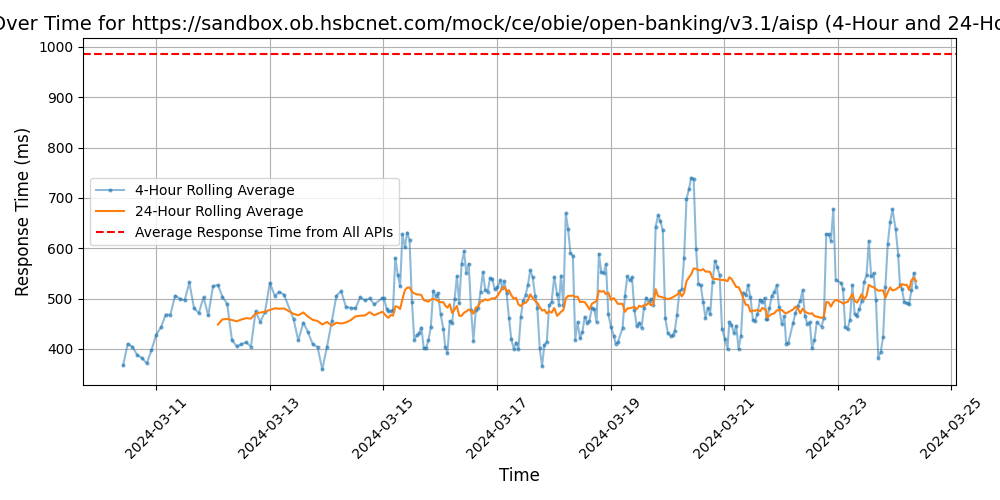 Over Time for https://sandbox.ob.hsbcnet.com/mock/ce/obie/open-banking/v3.1/aisp (4-Hour and 24-Ho
Response Time (ms)
1000
900
800
700
600
500
400
4-Hour Rolling Average
24-Hour Rolling Average
Average Response Time from All APIs
2024-03-11
2024-03-13
2024-03-15
2024-03-17
2024-03-19
2024-03-21
2024-03-23
2024-03-25
Time